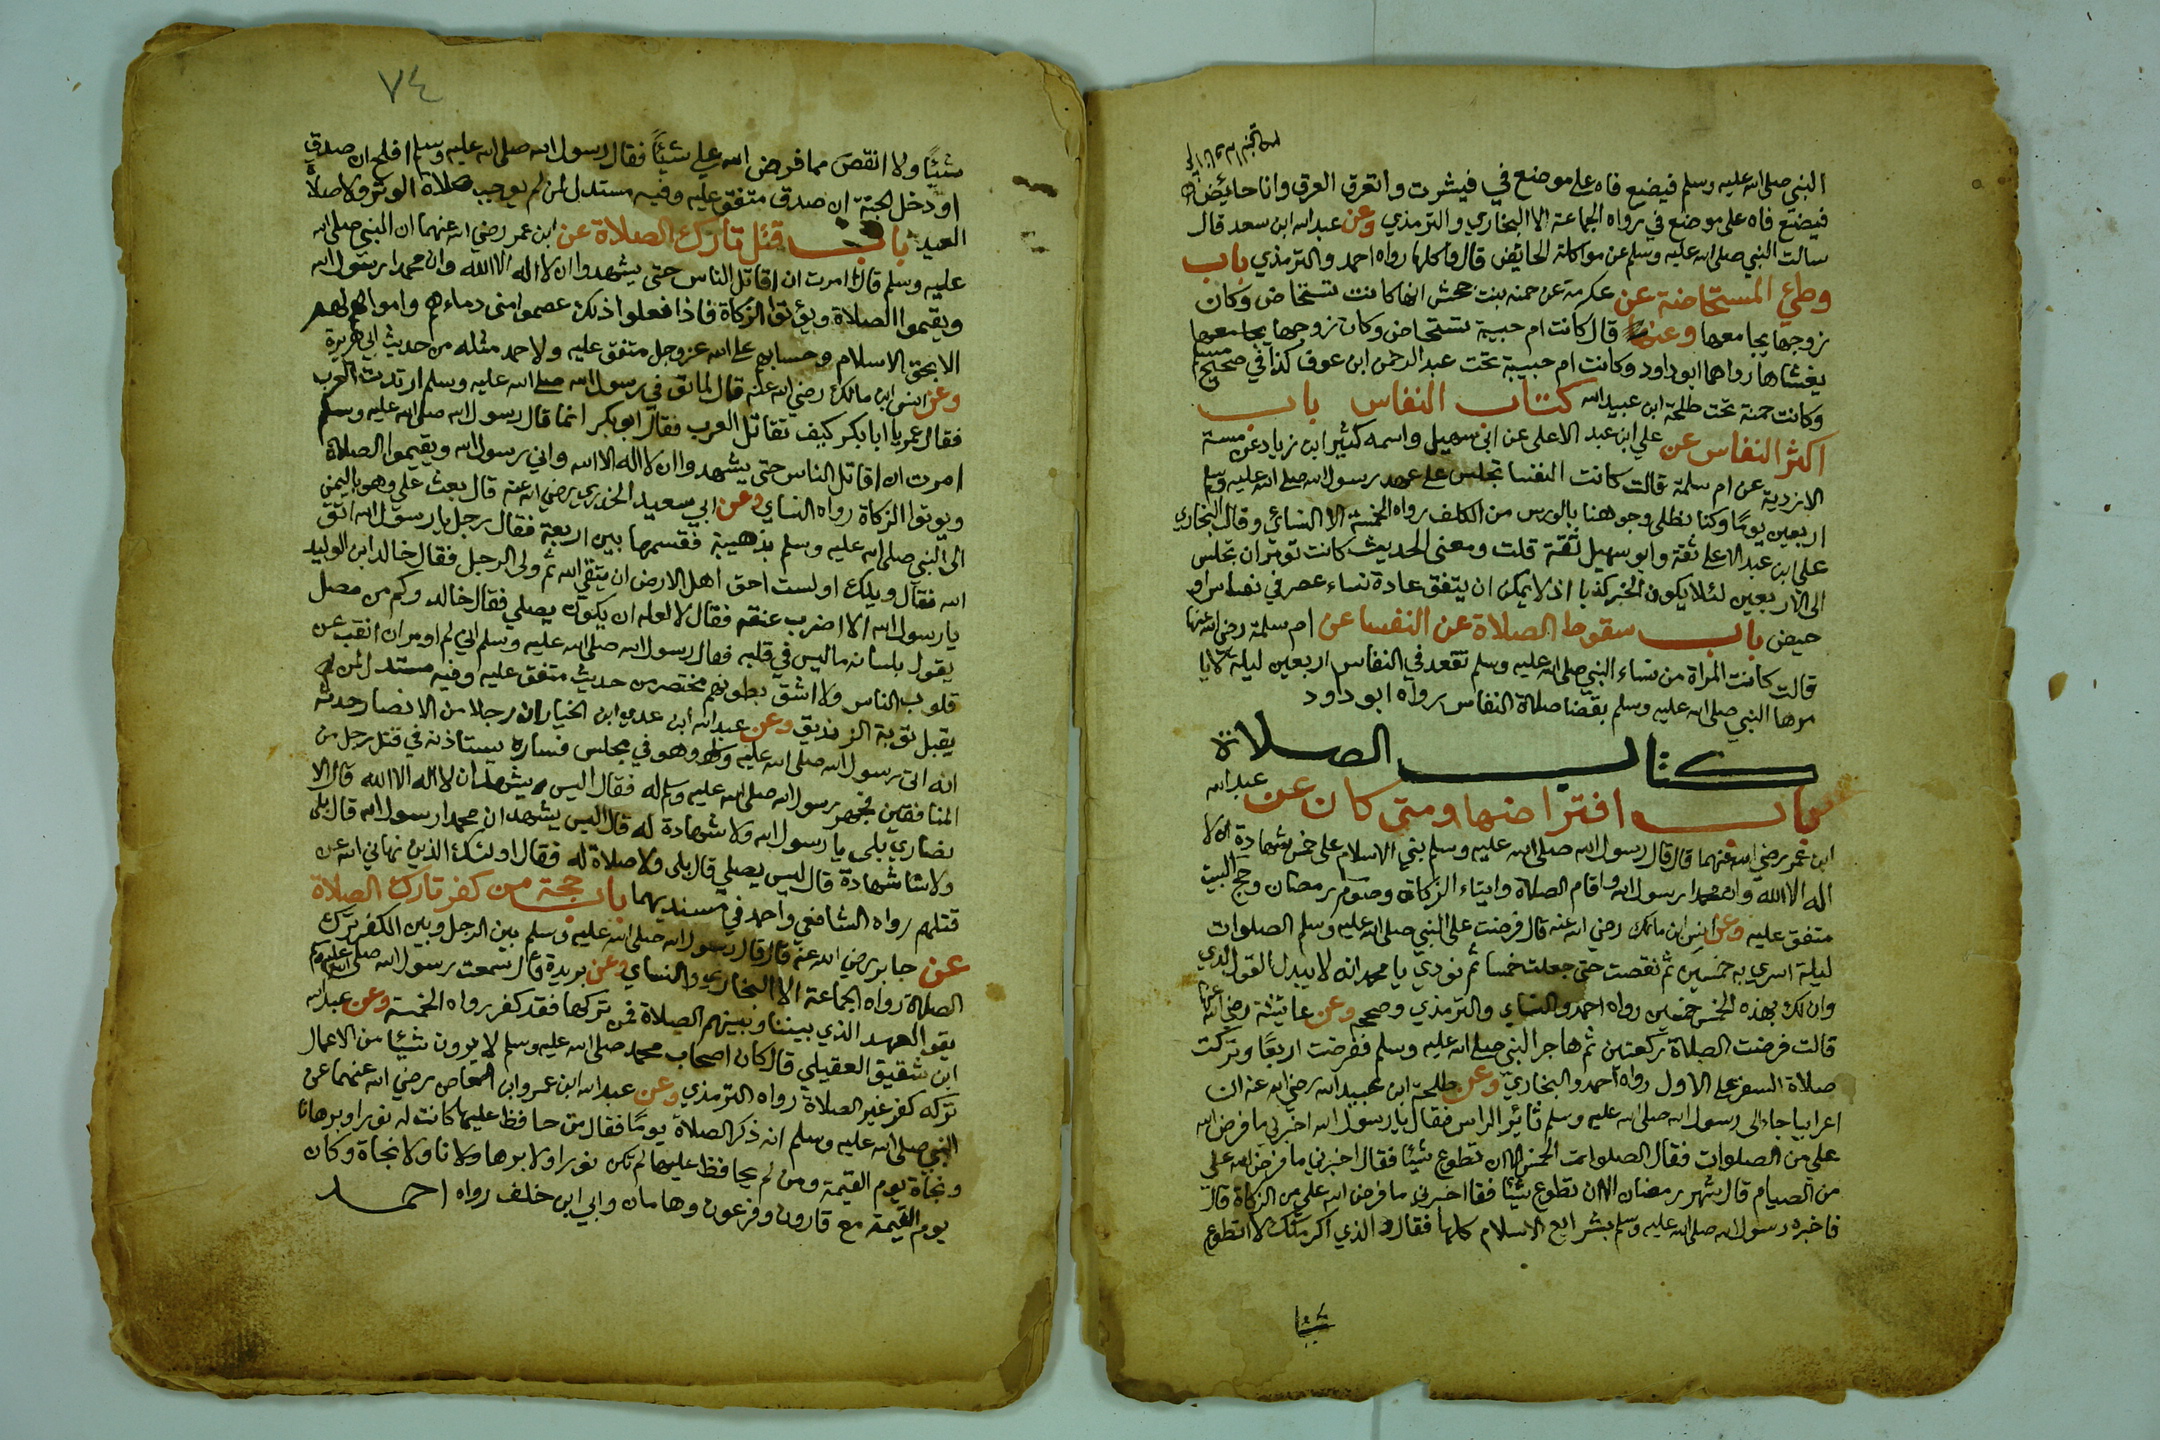 النبي صلى الله عليه وسلم فيضع فاه على موضع في فيشرب واتعرق العرق وانا حايض
فيضع فاه على موضع في رواه الجماعة الا البخاري والترمذي وعن عبد الله ابن سعد قال
سالت النبي صلى الله عليه وسلم عن مواكلة الحايض قال واكلها رواه احمد والترمذي باب
وطئ المستحاضة عن عكرمة عن حمنه بنت جحش انها كانت تستحاض وكان
زوجها يجامعها وعنه قال كانت ام حبيبة تستحاض وكان زوجها
يغشاها رواهما ابو داود وكانت ام حبيبة تحت عبد الرحمن ابن عوف كذا في صحيح مسلم
وكانت حمنة تحت طلحة ابن عبيد الله كتاب النفاس باب
اكثر النفاس عن علي ابن عبد الاعلى عن ابي سهيل واسمه كثير ابن زياد عن مسة
الازدية عن ام سلمة قالت كانت النفسا تجلس على عهد رسول الله صلى الله عليه وسلم
اربعين يوما وكنا نطلي وجوهنا بالورس من الكلف رواه الخمسة الا النسائي وقال البخاري
علي ابن عبد الاعلى ثقة وابو سهيل ثقة قلت ومعنى الحديث كانت تؤمر ان تجلس
الى الاربعين لئلا يكون الخبر كذبا اذ لا يمكن ان يتفق عادة نساء عصر في نفاس او
حيض باب سقوط الصلاة عن النفسا عن ام سلمة رضي الله عنها
قالت كانت المراة من نساء النبي صلى الله عليه وسلم تقعد في النفاس اربعين ليلة لا يا
مرها النبي صلى الله عليه وسلم بقضا صلاة النفاس رواه ابو داود
كتاب الصلاة
باب افتراضها ومتى كان عن عبد الله
ابن عمر رضي الله عنهما قال قال رسول الله صلى الله عليه وسلم بني الاسلام على خمس شهادة ان لا
اله الا الله وان محمدا رسول الله واقام الصلاة وايتاء الزكاة وصوم رمضان وحج البيت
متفق عليه وعن انس ابن مالك رضي الله عنه قال فرضت على النبي صلى الله عليه وسلم الصلوات
ليلة اسري به خمسين ثم نقصت حتى جعلت خمسا ثم نودي يا محمد انه لا يبدل القول لدي
وان لك بهذه الخمس خمسين رواه احمد والنساي والترمذي وصححه وعن عايشة رضي الله عنها
قالت فرضت الصلاة ركعتين ثم هاجر النبي صلى الله عليه وسلم ففرضت اربعا وتركت
صلاة السفر على الاول رواه احمد والبخاري وعن طلحة ابن عبيد الله رضي الله عنه ان
اعرابيا جاء الى رسول الله صلى الله عليه وسلم ثائر الراس فقال يا رسول الله اخبرني ما فرض الله
علي من الصلوات فقال الصلوات الخمس الا ان تطوع شيئا فقال اخبرني ما فرض الله علي
من الصيام قال شهر رمضان الا ان تطوع شيئا فقا اخبرني ما فرض الله علي من الزكاة قال
فاخبره رسول الله صلى الله عليه وسلم بشرايع الاسلام كلها فقال والذي اكرمك لا اتطوع
شيئا
٧٤
شيئا ولا انقص مما فرض الله علي شيئا فقال رسول الله صلى الله عليه وسلم افلح ان صدق
او دخل الجنة ان صدق متفق عليه وفيه مستدل لمن لم يوجب صلاة الوتر ولا صلاة
العيد باب قتل تارك الصلاة عن ابن عمر رضي الله عنهما ان النبي صلى الله
عليه وسلم قال امرت ان اقاتل الناس حتى يشهدوا ان لا اله الا الله وان محمدا رسول الله
ويقيموا الصلاة ويؤتوا الزكاة فاذا فعلوا ذلك عصموا مني دماءهم واموالهم
الا بحق الاسلام وحسابهم على الله عز وجل متفق عليه ولاحمد مثله من حديث ابي هريرة
وعن انس ابن مالك رضي الله عنه قال لما توفي رسول الله صلى الله عليه وسلم ارتدت العرب
فقال عمر يا ابا بكر كيف تقاتل العرب فقال ابو بكر انما قال رسول الله صلى الله عليه وسلم
امرت ان اقاتل الناس حتى يشهدوا ان لا اله الا الله واني رسول الله ويقيموا الصلاة
ويوتوا الزكاة رواه النساي وعن ابي سعيد الخدري رضي الله عنه قال بعث علي وهو باليمن
الى النبي صلى الله عليه وسلم بذهيبة فقسمها بين اربعة فقال رجل يا رسول الله اتق
الله فقال ويلك اولست احق اهل الارض ان يتقي الله ثم ولى الرجل فقال خالد ابن الوليد
يا رسول الله الا اضرب عنقه فقال لا لعله ان يكون يصلي فقال خالد وكم من مصل
يقول بلسانه ما ليس في قلبه فقال رسول الله صلى الله عليه وسلم اني لم اومر ان انقب عن
قلوب الناس ولا اشق بطونهم مختصر من حديث متفق عليه وفيه مستدل لمن لم
يقبل توبة الزنديق وعن عبد الله ابن عدي ابن الخيار ان رجلا من الانصار حدثه
انه اتى رسول الله صلى الله عليه وسلم وهو في مجلس فساره يستاذنه في قتل رجل من
المنافقين فجهر رسول الله صلى الله عليه وسلم له فقال اليس يشهد ان لا اله الا الله قال الا
نصاري بلى يا رسول الله ولا شهادة له قال اليس يشهد ان محمدا رسول الله قال بلى
ولا شهادة قال ليس يصلي قال بلى ولا صلاة له فقال اولئك الذين نهاني الله عن
قتلهم رواه الشافعي واحمد في مسنديهما باب حجة من كفر تارك الصلاة
عن جابر رضي الله عنه قال قال رسول الله صلى الله عليه وسلم بين الرجل وبين الكفر ترك
الصلاة رواه الجماعة الا البخاري والنساي وعن بريدة قال سمعت رسول الله صلى الله عليه وسلم
يقو العهد الذي بيننا وبينهم الصلاة فمن تركها فقد كفر رواه الخمسة وعن عبد الله
ابن شقيق العقيلي قال كان اصحاب محمد صلى الله عليه وسلم لا يرون شيئا من الاعمال
تركه كفر غير الصلاة رواه الترمذي وعن عبد الله ابن عمرو ابن العاص رضي الله عنهما عن
النبي صلى الله عليه وسلم انه ذكر الصلاة يوما فقال من حافظ عليها كانت له نورا وبرهانا
ونجاة يوم القيمة ومن لم يحافظ عليها لم تكن نورا ولا برهانا ولا نجاة وكان
يوم القيمة مع قارون وفرعون وهامان وابي ابن خلف رواه احمد